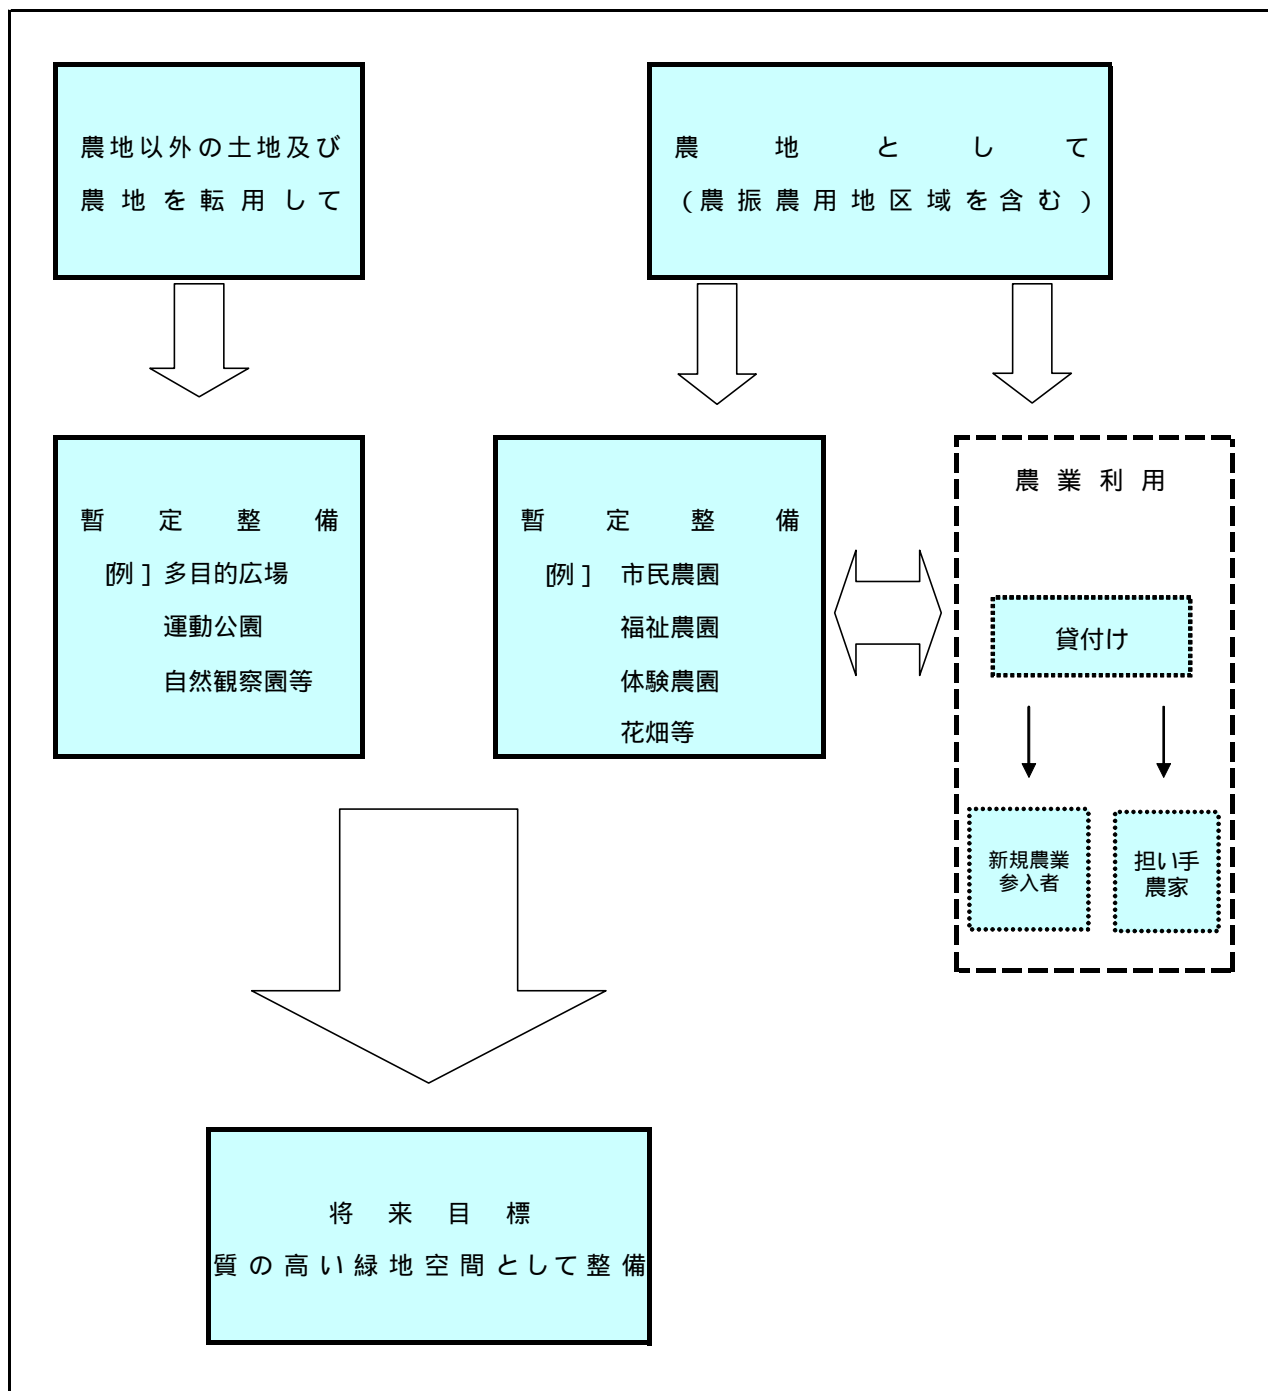 農地以外の土地及び
農地を転用して
農地として
(農振農用地区域を含む)
暫定整備
[例] 多目的広場
運動公園
自然観察園等
暫定整備
[例] 市民農園
福祉農園
体験農園
花畑等
農業利用
貸付け
新規農業
参入者
担い手
農家
将来目標
質の高い緑地空間として整備